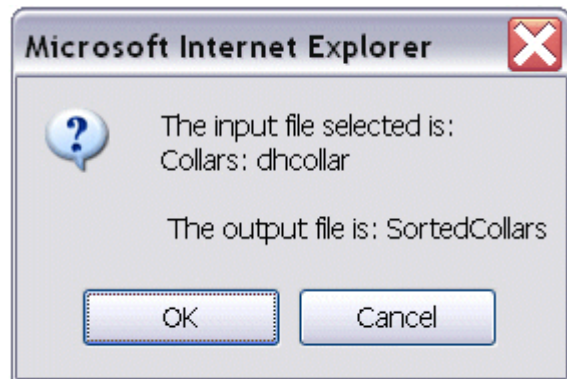 Microsoft Internet Explorer
The input file selected is:
Collars: dhcollar
The output file is: SortedCollars
OK
Cancel